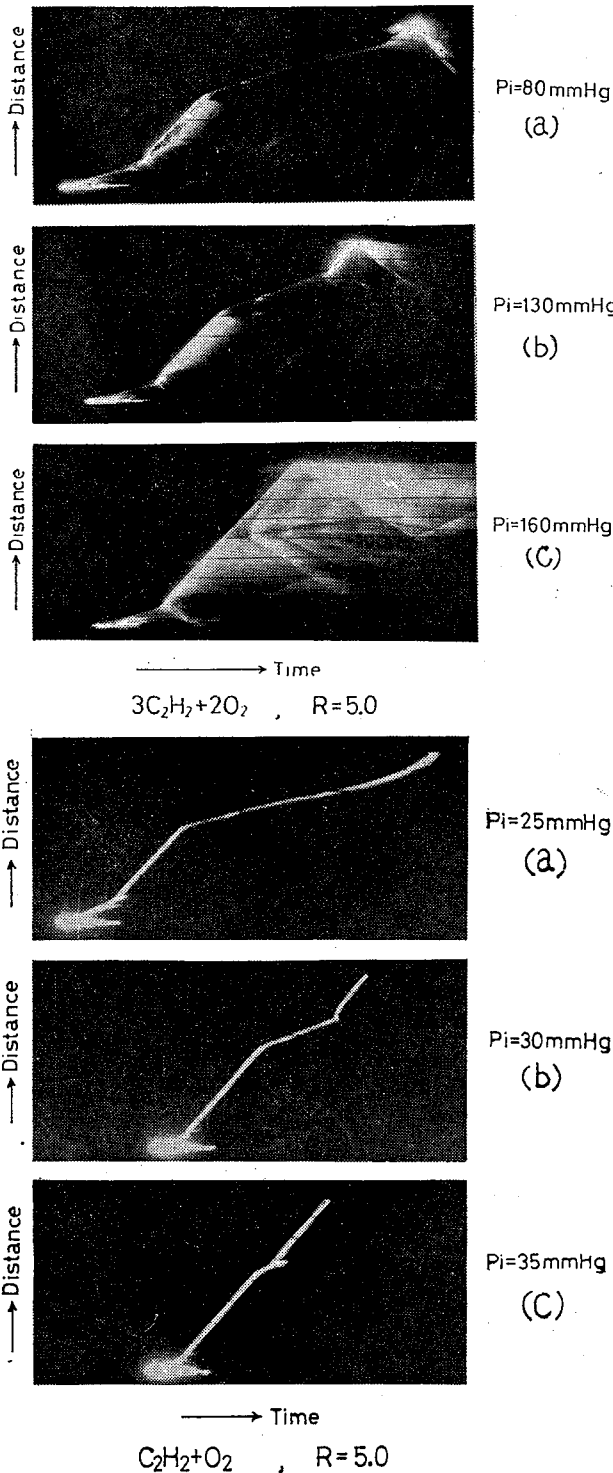 Distance
Pi=80mmHg
(a)
Distance
Pi=130mmHg
(b)
Distance
Pi=160mmHg
(C)
Time
3C₂H₂+2O₂ , R=5.0
Distance
Pi=25mmHg
(a)
Distance
Pi=30mmHg
(b)
Distance
Pi=35mmHg
(C)
Time
C₂H₂+O₂ , R=5.0